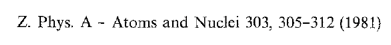 Z. Phys. A - Atoms and Nuclei 303, 305-312 (1981)